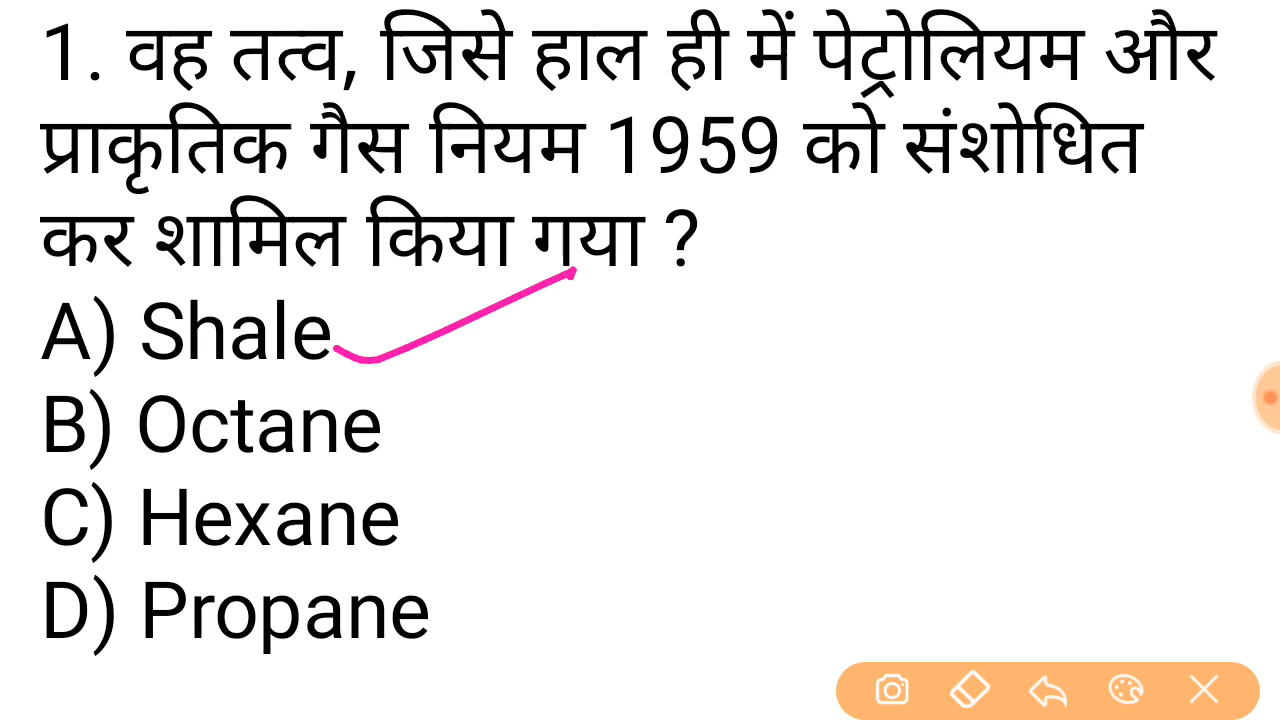 1. वह तत्व, जिसे हाल ही में पेट्रोलियम और
प्राकृतिक गैस नियम 1959 को संशोधित
कर शामिल किया गया ?
A) Shale
B) Octane
C) Hexane
D) Propane